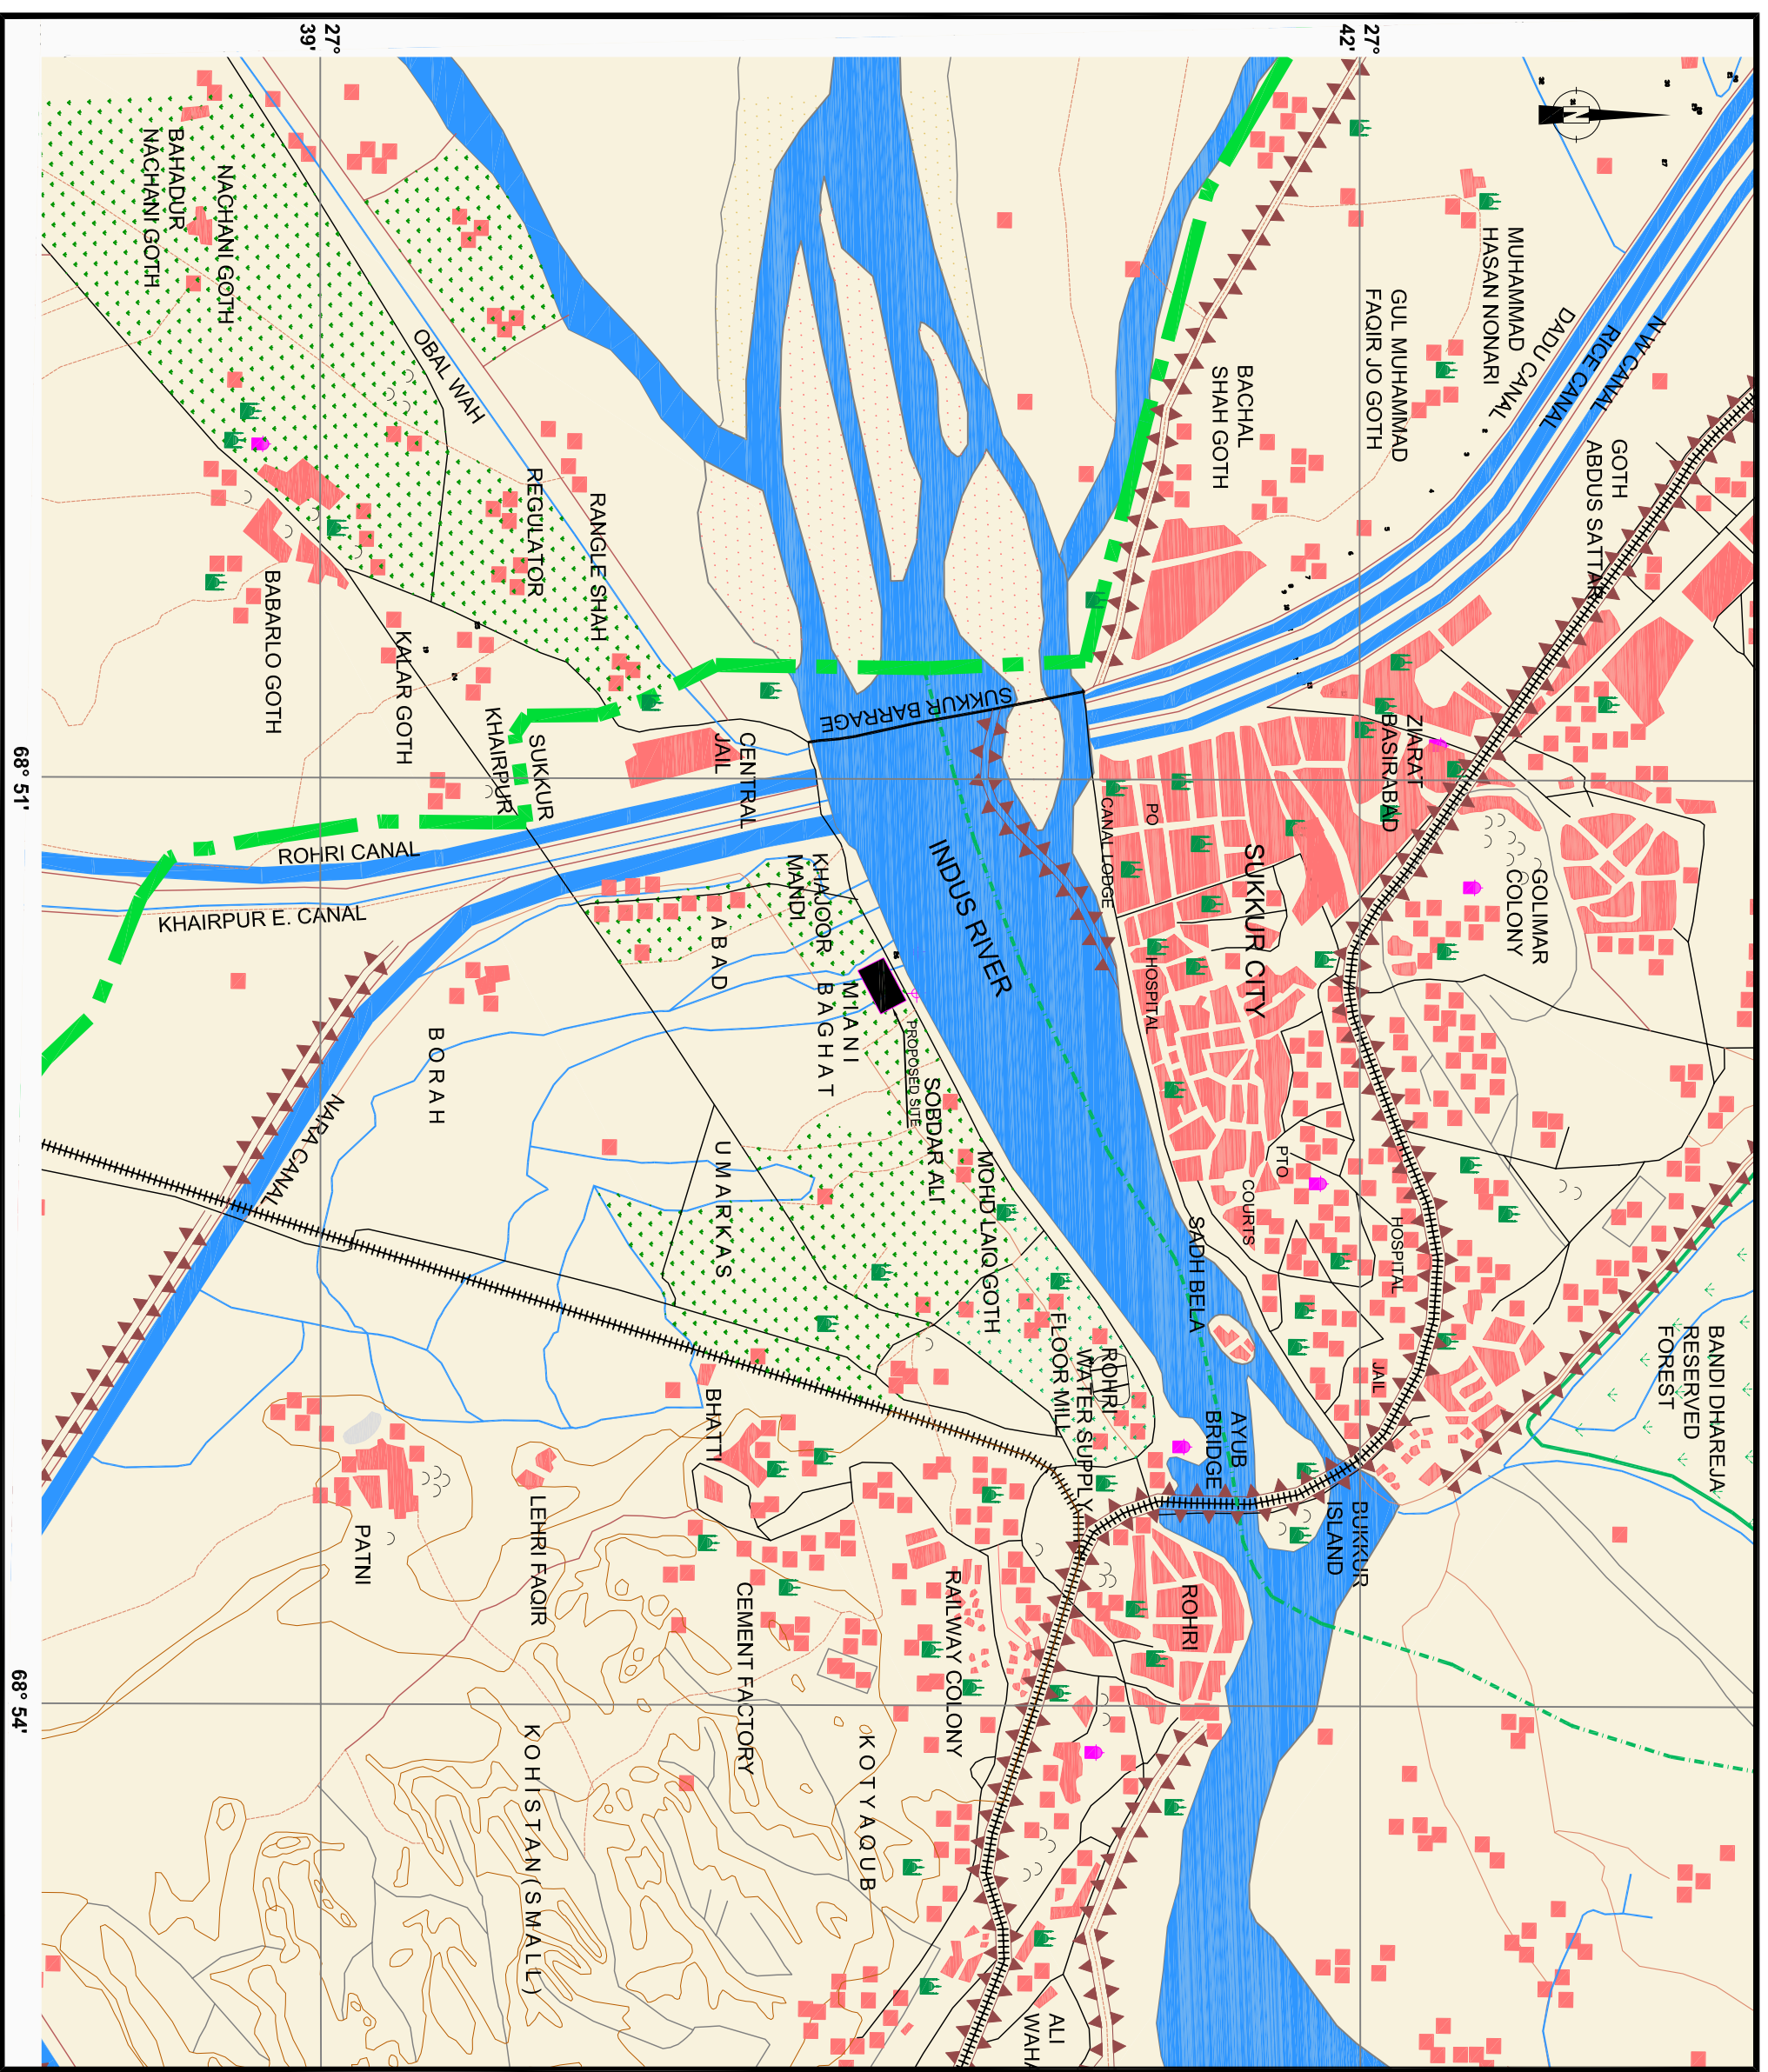 27°
39'
27°
42'
68° 51'
68° 54'
N
MUHAMMAD
HASAN NONARI
GUL MUHAMMAD
FAQIR JO GOTH
BACHAL
SHAH GOTH
DADU CANAL
RICE CANAL
N W CANAL
GOTH
ABDUS SATTAR
ZIARAT
BASIRABAD
GOLIMAR
COLONY
SUKKUR CITY
PO
CANAL LODGE
HOSPITAL
PTO
COURTS
HOSPITAL
JAIL
BANDI DHAREJA
RESERVED
FOREST
SADH BELA
AYUB
BRIDGE
BUKKUR
ISLAND
SUKKUR BARRAGE
INDUS RIVER
NACHANI GOTH
BAHADUR
NACHANI GOTH
OBAL WAH
RANGLE SHAH
REGULATOR
BABARLO GOTH
KALAR GOTH
SUKKUR
KHAIRPUR
CENTRAL
JAIL
ROHRI CANAL
KHAIRPUR E. CANAL
NARA CANAL
KHAJOOR
MANDI
ABAD
MIANI
BAGHAT
PROPOSED SITE
SOBDAR ALI
MOHD LAIQ GOTH
BORAH
UMARKAS
ROHRI
WATER SUPPLY
FLOOR MILL
BHATTI
PATNI
LEHRI FAQIR
CEMENT FACTORY
RAILWAY COLONY
ROHRI
KOT YAQUB
KOHISTAN (SMALL)
ALI
WAHA